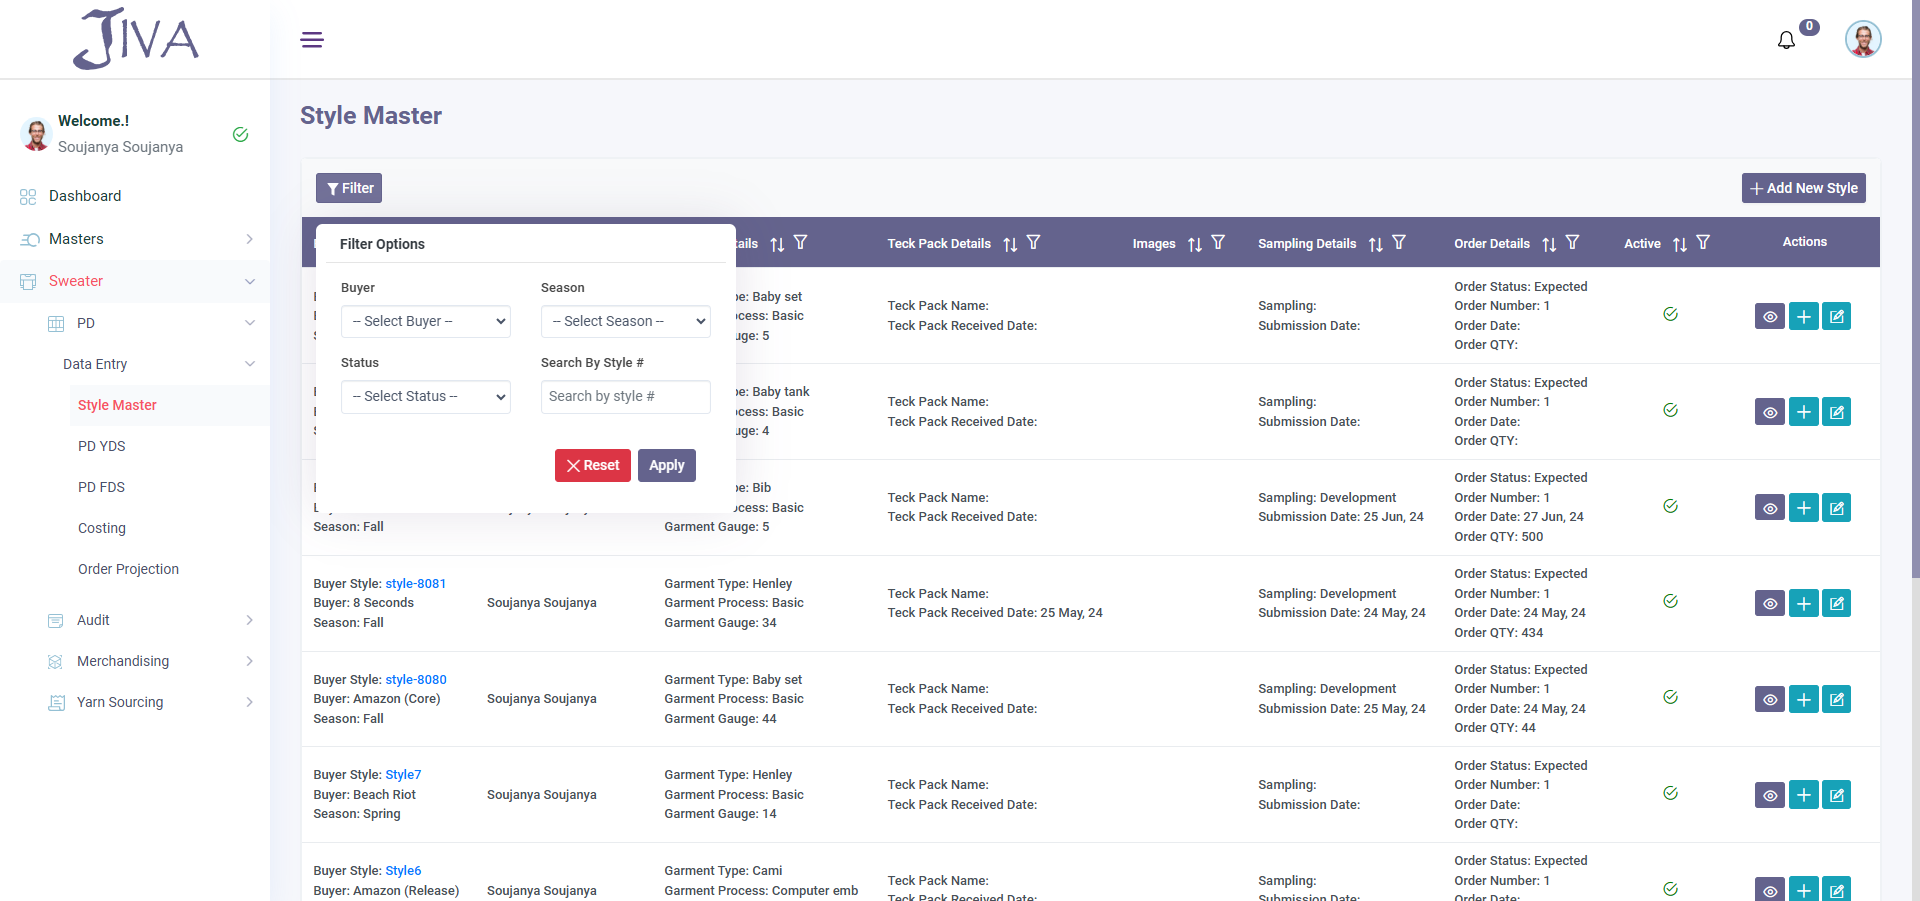 JIVA
0
Welcome.!
Soujanya Soujanya
Dashboard
Masters
Sweater
PD
Data Entry
Style Master
PD YDS
PD FDS
Costing
Order Projection
Audit
Merchandising
Yarn Sourcing
Style Master
Filter
Add New Style
Teck Pack Details
Images
Sampling Details
Order Details
Active
Actions
Filter Options
Buyer
Season
-- Select Buyer --
-- Select Season --
Status
Search By Style #
-- Select Status --
Search by style #
Reset
Apply
Baby set
Basic
5
Teck Pack Name:
Teck Pack Received Date:
Sampling:
Submission Date:
Order Status: Expected
Order Number: 1
Order Date:
Order QTY:
Baby tank
Basic
4
Teck Pack Name:
Teck Pack Received Date:
Sampling:
Submission Date:
Order Status: Expected
Order Number: 1
Order Date:
Order QTY:
Season: Fall
Bib
Basic
Garment Gauge: 5
Teck Pack Name:
Teck Pack Received Date:
Sampling: Development
Submission Date: 25 Jun, 24
Order Status: Expected
Order Number: 1
Order Date: 27 Jun, 24
Order QTY: 500
Buyer Style: style-8081
Buyer: 8 Seconds
Season: Fall
Soujanya Soujanya
Garment Type: Henley
Garment Process: Basic
Garment Gauge: 34
Teck Pack Name:
Teck Pack Received Date: 25 May, 24
Sampling: Development
Submission Date: 24 May, 24
Order Status: Expected
Order Number: 1
Order Date: 24 May, 24
Order QTY: 434
Buyer Style: style-8080
Buyer: Amazon (Core)
Season: Fall
Soujanya Soujanya
Garment Type: Baby set
Garment Process: Basic
Garment Gauge: 44
Teck Pack Name:
Teck Pack Received Date:
Sampling: Development
Submission Date: 25 May, 24
Order Status: Expected
Order Number: 1
Order Date: 24 May, 24
Order QTY: 44
Buyer Style: Style7
Buyer: Beach Riot
Season: Spring
Soujanya Soujanya
Garment Type: Henley
Garment Process: Basic
Garment Gauge: 14
Teck Pack Name:
Teck Pack Received Date:
Sampling:
Submission Date:
Order Status: Expected
Order Number: 1
Order Date:
Order QTY:
Buyer Style: Style6
Buyer: Amazon (Release)
Soujanya Soujanya
Garment Type: Cami
Garment Process: Computer emb
Teck Pack Name:
Teck Pack Received Date:
Sampling:
Submission Date:
Order Status: Expected
Order Number: 1
Order Date: